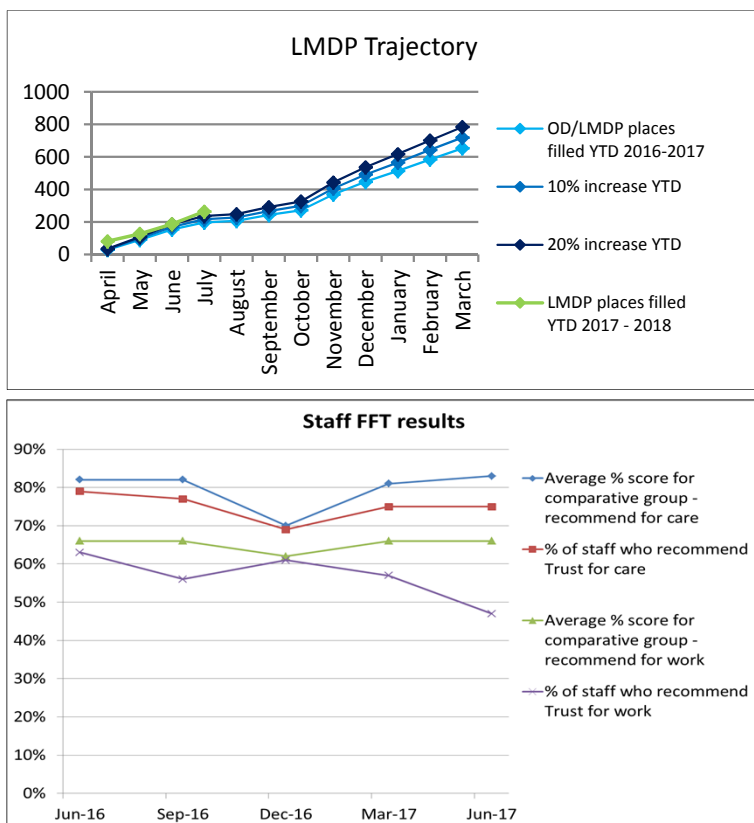 LMDP Trajectory
1000
800
600
400
200
0
April
May
June
July
August
September
October
November
December
January
February
March
OD/LMDP places
filled YTD 2016-2017
10% increase YTD
20% increase YTD
LMDP places filled
YTD 2017 - 2018
Staff FFT results
90%
80%
70%
60%
50%
40%
30%
20%
10%
0%
Jun-16
Sep-16
Dec-16
Mar-17
Jun-17
Average % score for
comparative group -
recommend for care
% of staff who recommend
Trust for care
Average % score for
comparative group -
recommend for work
% of staff who recommend
Trust for work